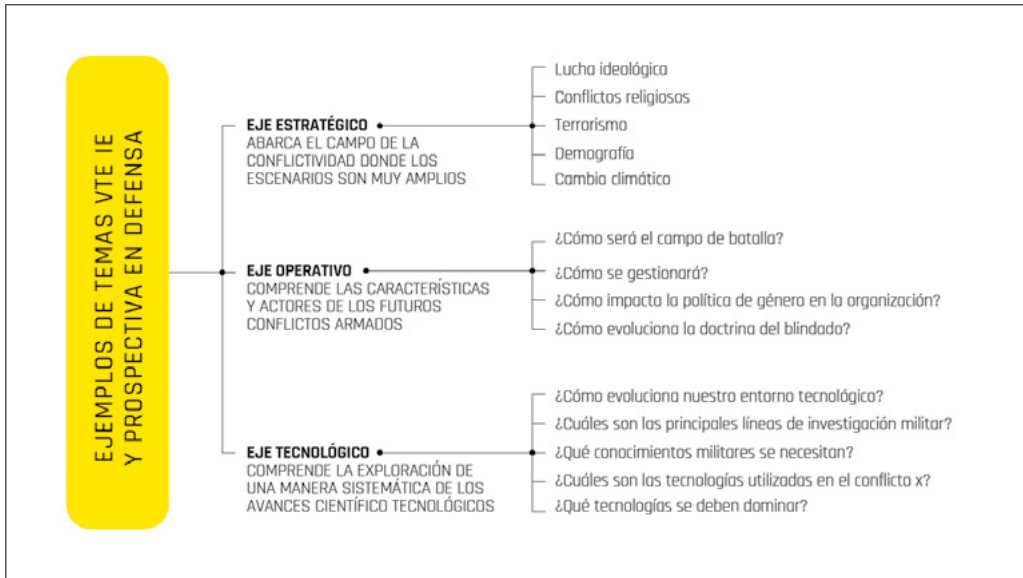 EJEMPLOS DE TEMAS VTE IE
Y PROSPECTIVA EN DEFENSA
EJE ESTRATÉGICO
ABARCA EL CAMPO DE LA
CONFLICTIVIDAD DONDE LOS
ESCENARIOS SON MUY AMPLIOS
Lucha ideológica
Conflictos religiosos
Terrorismo
Demografía
Cambio climático
EJE OPERATIVO
COMPRENDE LAS CARACTERÍSTICAS
Y ACTORES DE LOS FUTUROS
CONFLICTOS ARMADOS
¿Cómo será el campo de batalla?
¿Cómo se gestionará?
¿Cómo impacta la política de género en la organización?
¿Cómo evoluciona la doctrina del blindado?
EJE TECNOLÓGICO
COMPRENDE LA EXPLORACIÓN DE
UNA MANERA SISTEMÁTICA DE LOS
AVANCES CIENTÍFICO TECNOLÓGICOS
¿Cómo evoluciona nuestro entorno tecnológico?
¿Cuáles son las principales líneas de investigación militar?
¿Qué conocimientos militares se necesitan?
¿Cuáles son las tecnologías utilizadas en el conflicto x?
¿Qué tecnologías se deben dominar?